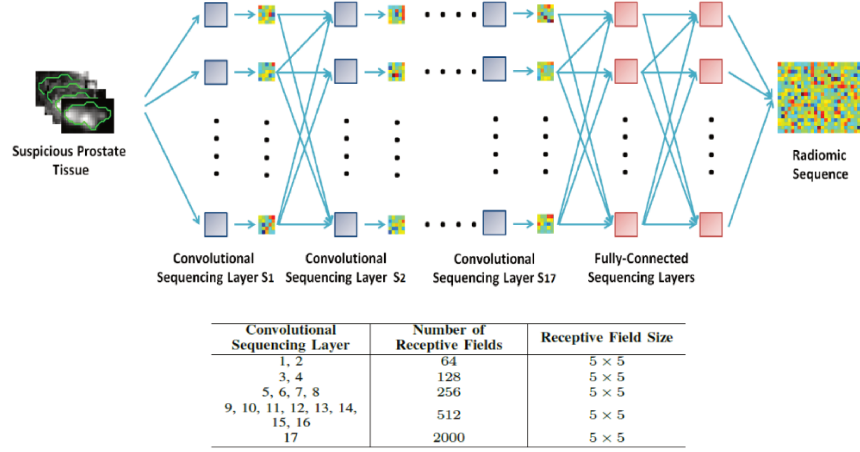 Suspicious Prostate
Tissue
Radiomic
Sequence
Convolutional
Sequencing Layer S1
Convolutional
Sequencing Layer S2
Convolutional
Sequencing Layer S17
Fully-Connected
Sequencing Layers
Convolutional
Sequencing Layer
Number of
Receptive Fields
Receptive Field Size
1, 2
64
5 × 5
3, 4
128
5 × 5
5, 6, 7, 8
256
5 × 5
9, 10, 11, 12, 13, 14,
15, 16
512
5 × 5
17
2000
5 × 5